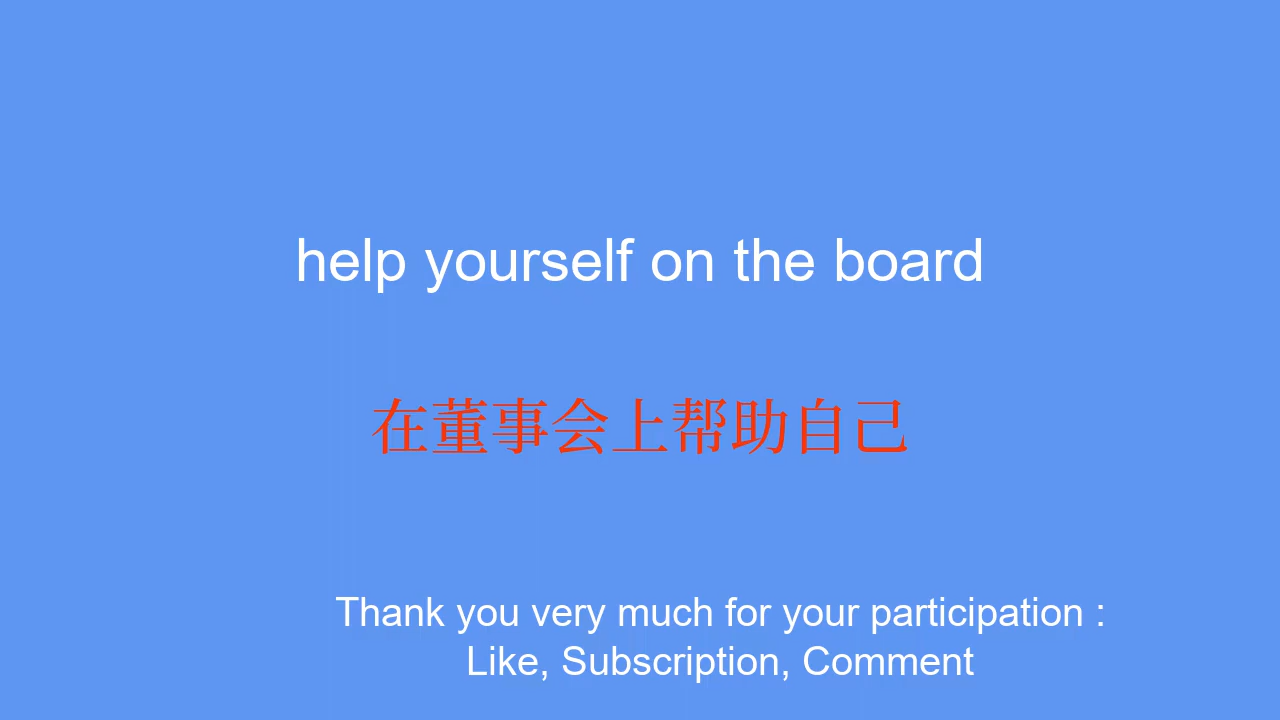 help yourself on the board
在董事会上帮助自己
Thank you very much for your participation :
Like, Subscription, Comment